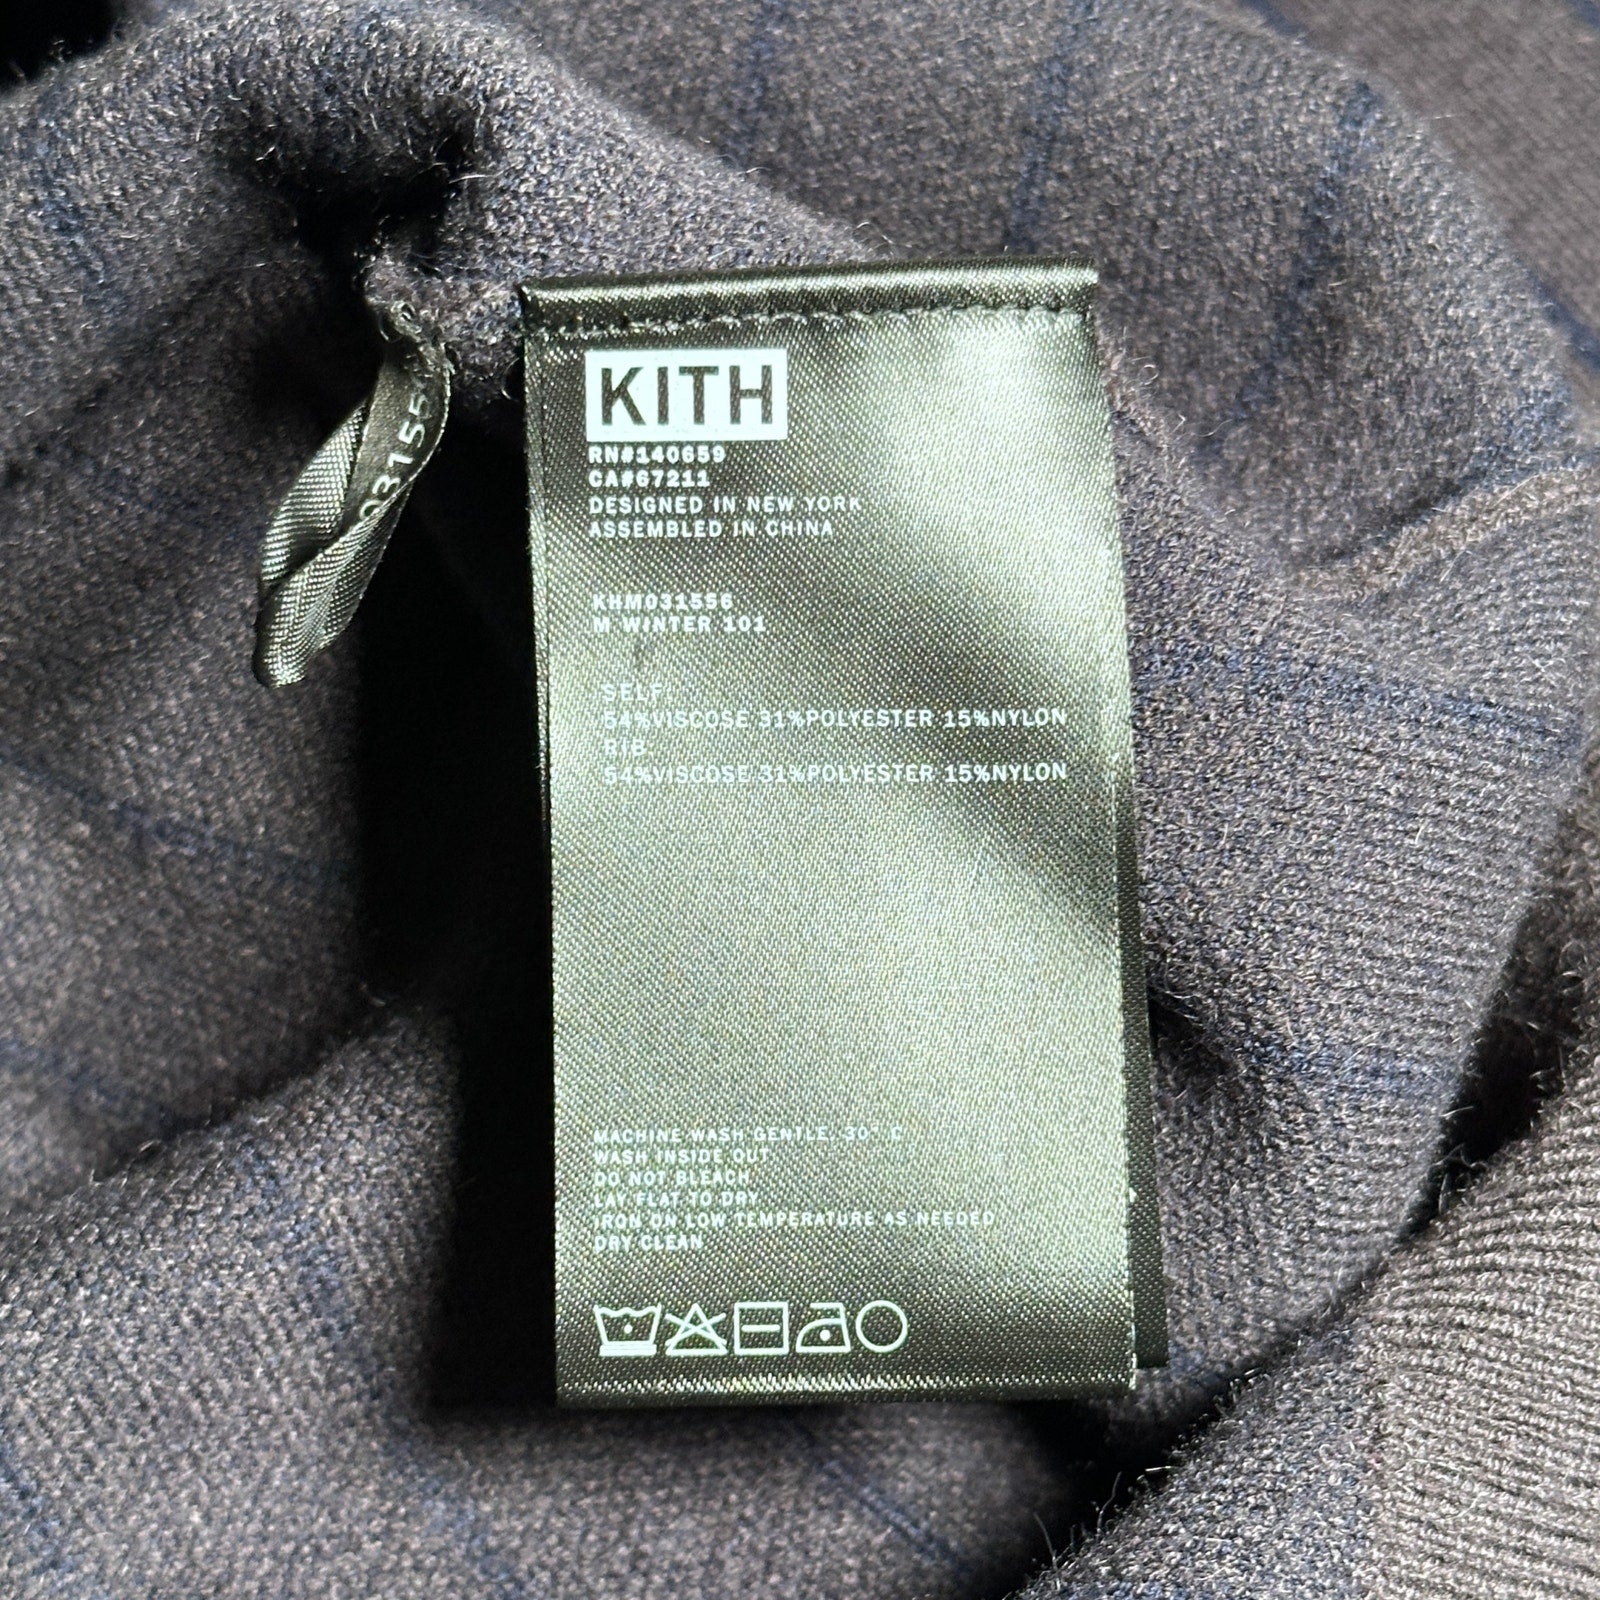 KITH
RN#140659
CA#67211
DESIGNED IN NEW YORK
ASSEMBLED IN CHINA
KHM031556
M WINTER 101
SELF:
54%VISCOSE 31%POLYESTER 15%NYLON
RIB:
54%VISCOSE 31%POLYESTER 15%NYLON
MACHINE WASH GENTLE, 30° C
WASH INSIDE OUT
DO NOT BLEACH
LAY FLAT TO DRY
IRON ON LOW TEMPERATURE AS NEEDED
DRY CLEAN
03155